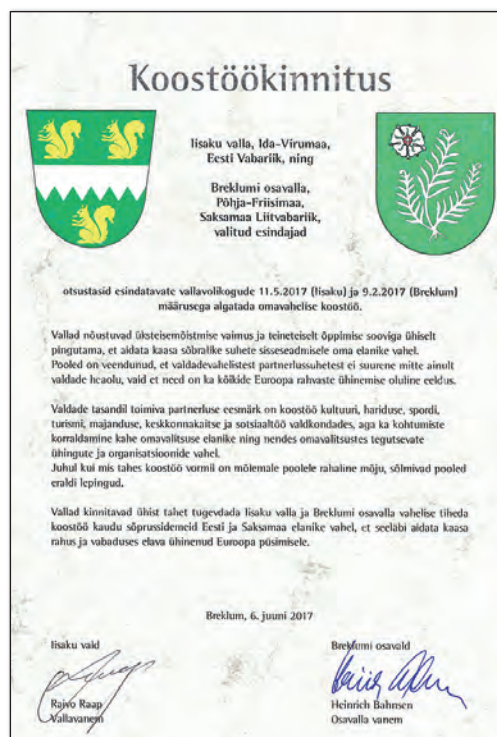 Koostöökinnitus
Iisaku valla, Ida-Virumaa,
Eesti Vabariik, ning
Breklumi osavalla,
Põhja-Friisimaa,
Saksamaa Liitvabariik,
valitud esindajad
otsustasid esindatavate vallavolikogude 11.5.2017 (Iisaku) ja 9.2.2017 (Breklum)
määrusega algatada omavahelise koostöö.
Vallad nõustuvad üksteisemõistmise vaimus ja teineteiselt õppimise sooviga ühiselt
pingutama, et aidata kaasa sõbralike suhete sisseseadmisele oma elanike vahel.
Pooled on veendunud, et valdadevahelistest partnerlussuhetest ei suurene mitte ainult
valdade heaolu, vaid et need on ka kõikide Euroopa rahvaste ühinemise oluline eeldus.
Valdade tasandil toimiva partnerluse eesmärk on koostöö kultuuri, hariduse, spordi,
turismi, majanduse, keskkonnakaitse ja sotsiaaltöö valdkondades, aga ka kohtumiste
korraldamine kahe omavalitsuse elanike ning nendes omavalitsustes tegutsevate
ühingute ja organisatsioonide vahel.
Juhul kui mis tahes koostöö vormil on mõlemale poolele rahaline mõju, sõlmivad pooled
eraldi lepingud.
Vallad kinnitavad ühist tahet tugevdada Iisaku valla ja Breklumi osavalla vahelise tiheda
koostöö kaudu sõprussidemeid Eesti ja Saksamaa elanike vahel, et seeläbi aidata kaasa
rahus ja vabaduses elava ühinenud Euroopa püsimisele.
Breklum, 6. juuni 2017
Iisaku vald
Breklumi osavald
Raivo Raap
Vallavanem
Heinrich Bahnsen
Osavalla vanem